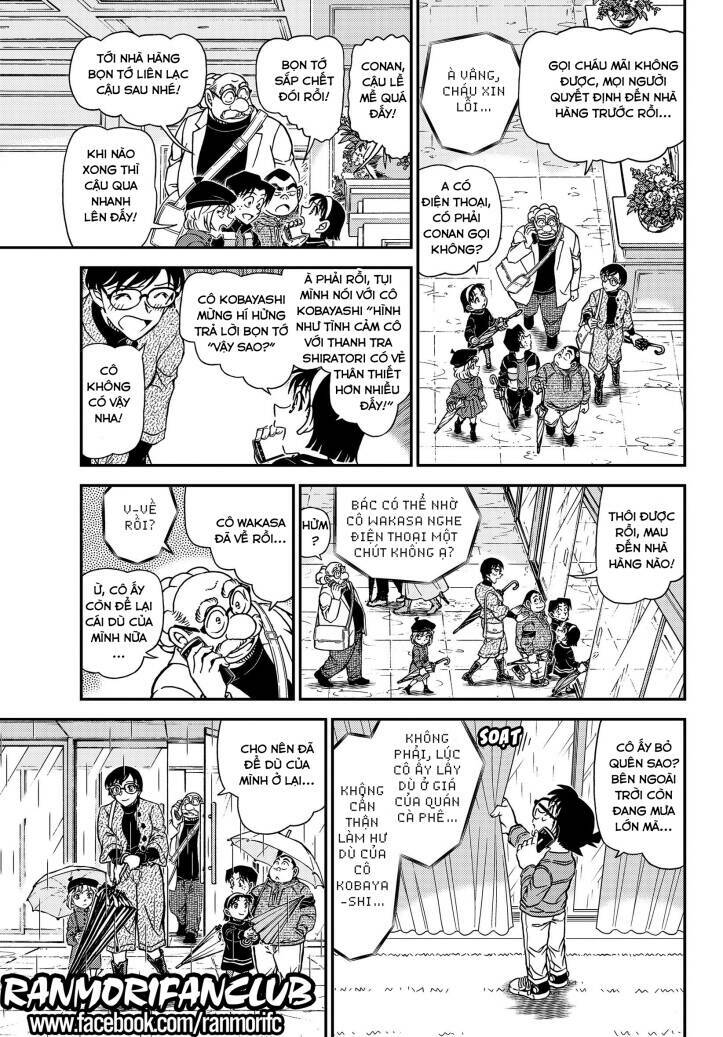 GỌI CHÁU MÃI KHÔNG
ĐƯỢC, MỌI NGƯỜI
QUYẾT ĐỊNH ĐẾN NHÀ
HÀNG TRƯỚC RỒI...
À VÂNG,
CHÁU XIN
LỖI...
A CÓ
ĐIỆN THOẠI,
CÓ PHẢI
CONAN GỌI
KHÔNG?
CONAN,
CẬU LỀ
MỀ QUÁ
ĐẤY!
BỌN TỚ
SẮP CHẾT
ĐÓI RỒI!
TỚI NHÀ HÀNG
BỌN TỚ LIÊN LẠC
CẬU SAU NHÉ!
KHI NÀO
XONG THÌ
CẬU QUA
NHANH
LÊN ĐẤY!
À PHẢI RỒI, TỤI
MÌNH NÓI VỚI CÔ
KOBAYASHI "HÌNH
NHƯ TÌNH CẢM CÔ
VỚI THANH TRA
SHIRATORI CÓ VẺ
THÂN THIẾT
HƠN NHIỀU
ĐẤY!"
CÔ KOBAYASHI
MỪNG HÍ HỬNG
TRẢ LỜI BỌN TỚ
"VẬY SAO?"
CÔ
KHÔNG
CÓ VẬY
NHA!
THÔI ĐƯỢC
RỒI, MAU
ĐẾN NHÀ
HÀNG NÀO!
BÁC CÓ THỂ NHỜ
CÔ WAKASA NGHE
ĐIỆN THOẠI MỘT
CHÚT KHÔNG Ạ?
HỬM?
CÔ WAKASA
ĐÃ VỀ RỒI...
V-VỀ
RỒI?
Ừ, CÔ ẤY
CÒN ĐỂ LẠI
CÁI DÙ CỦA
MÌNH NỮA
...
CÔ ẤY BỎ
QUÊN SAO?
BÊN NGOÀI
TRỜI CÒN
ĐANG MƯA
LỚN MÀ...
SOẠT
KHÔNG
PHẢI, LÚC
CÔ ẤY LẤY
DÙ Ở GIÁ
CỦA QUÁN
CÀ PHÊ...
KHÔNG
CẨN
THẬN
LÀM HƯ
DÙ CỦA
CÔ
KOBAYA
-SHI...
CHO NÊN ĐÃ
ĐỂ DÙ CỦA
MÌNH Ở LẠI...
RANMORIFANCLUB
www.facebook.com/ranmorifc